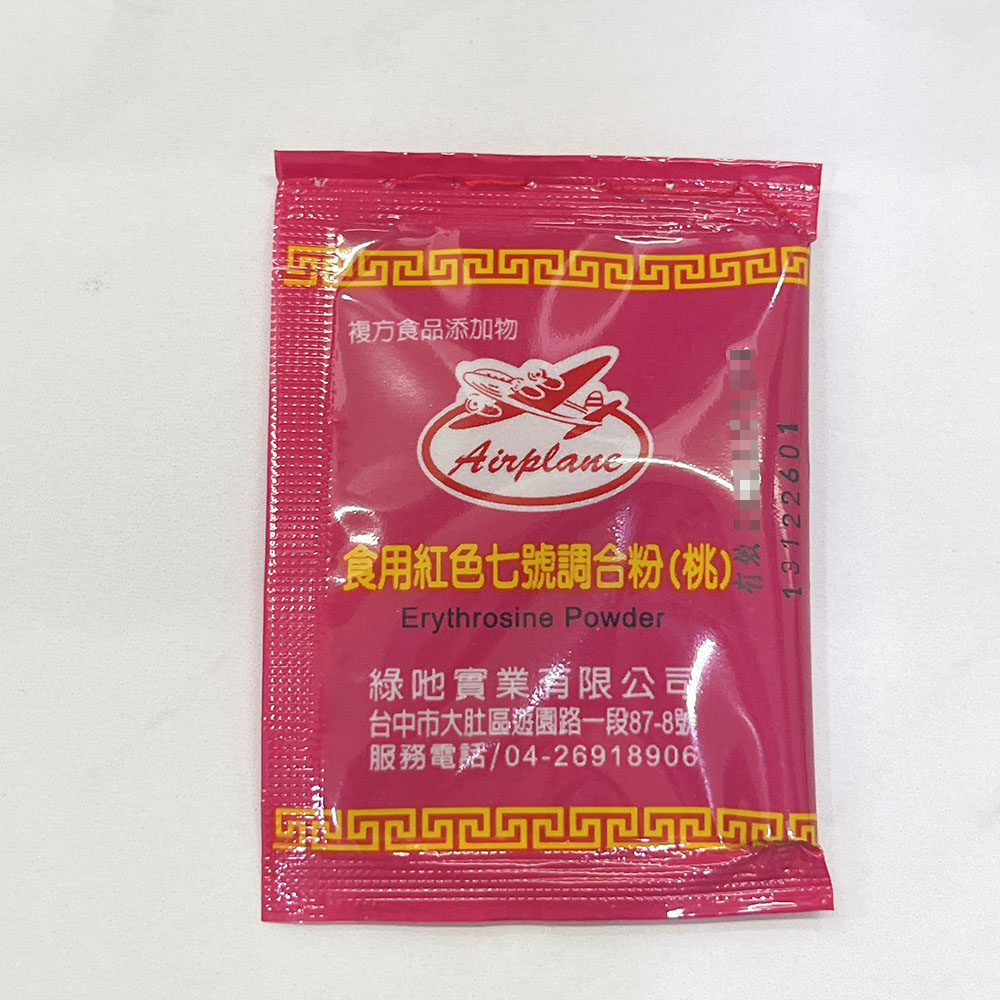 複方食品添加物
Airplane
食用紅色七號調合粉(桃)
Erythrosine Powder
綠吔實業有限公司
台中市大肚區遊園路一段87-8號
服務電話/04-26918906
有效
13122601